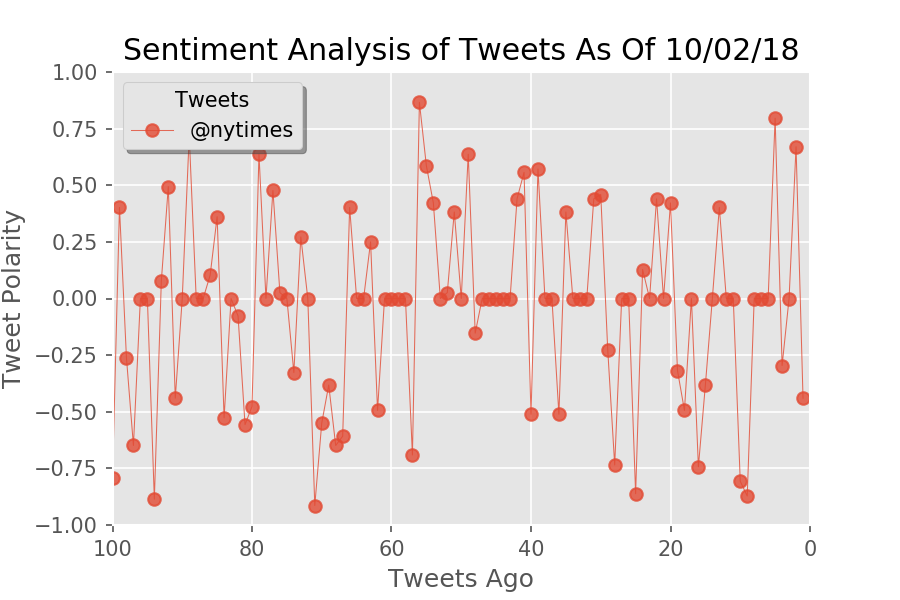 Sentiment Analysis of Tweets As Of 10/02/18
Tweets
@nytimes
1.00
0.75
0.50
0.25
0.00
−0.25
−0.50
−0.75
−1.00
Tweet Polarity
100 80 60 40 20 0
Tweets Ago